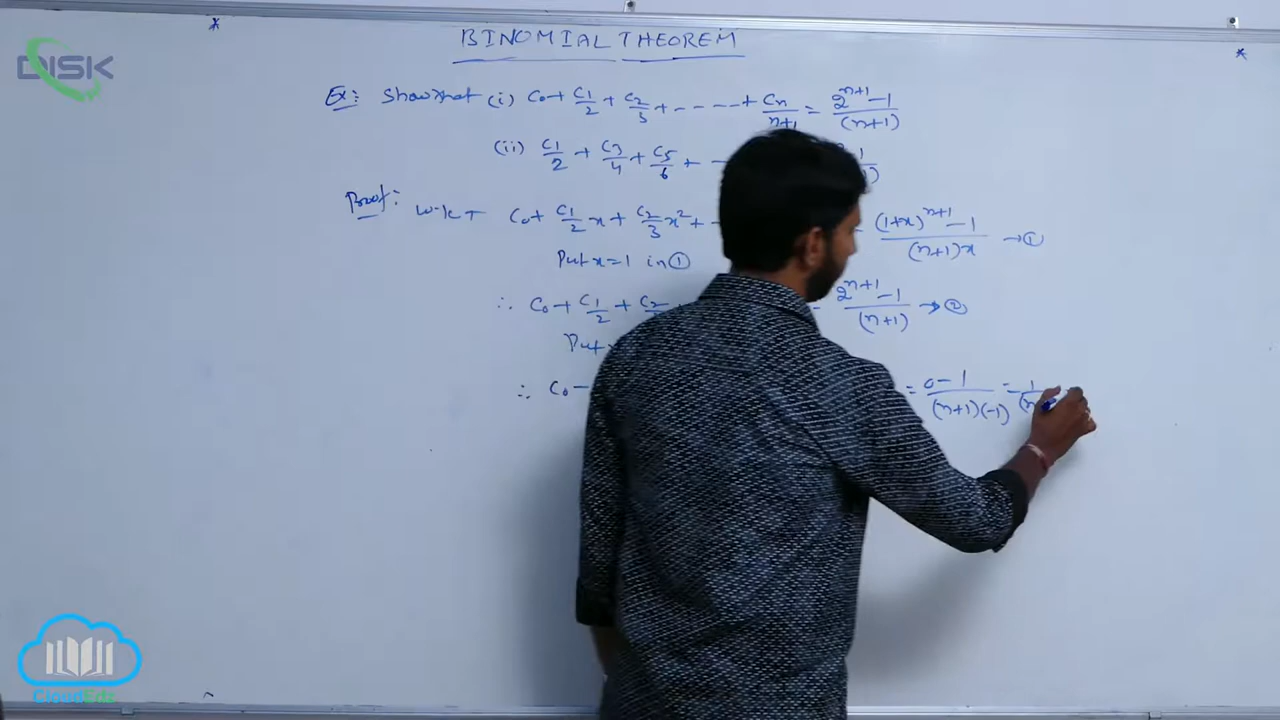 DISK
BINOMIAL THEOREM
Ex: Show that (i) C₀ + C₁/2 + C₂/3 + ----- + Cₙ/n+1 = 2ⁿ⁺¹ - 1/(n+1)
(ii) C₁/2 + C₃/4 + C₅/6 + -
Proof: W.K.T C₀ + C₁/2 x + C₂/3 x² + - (1+x)ⁿ⁺¹ - 1/(n+1)x → ①
Put x = 1 in ①
∴ C₀ + C₁/2 + C₂ 2ⁿ⁺¹ - 1/(n+1) → ②
Put
∴ C₀ - = 0 - 1/(n+1)(-1) = 1/(n
CloudEdz